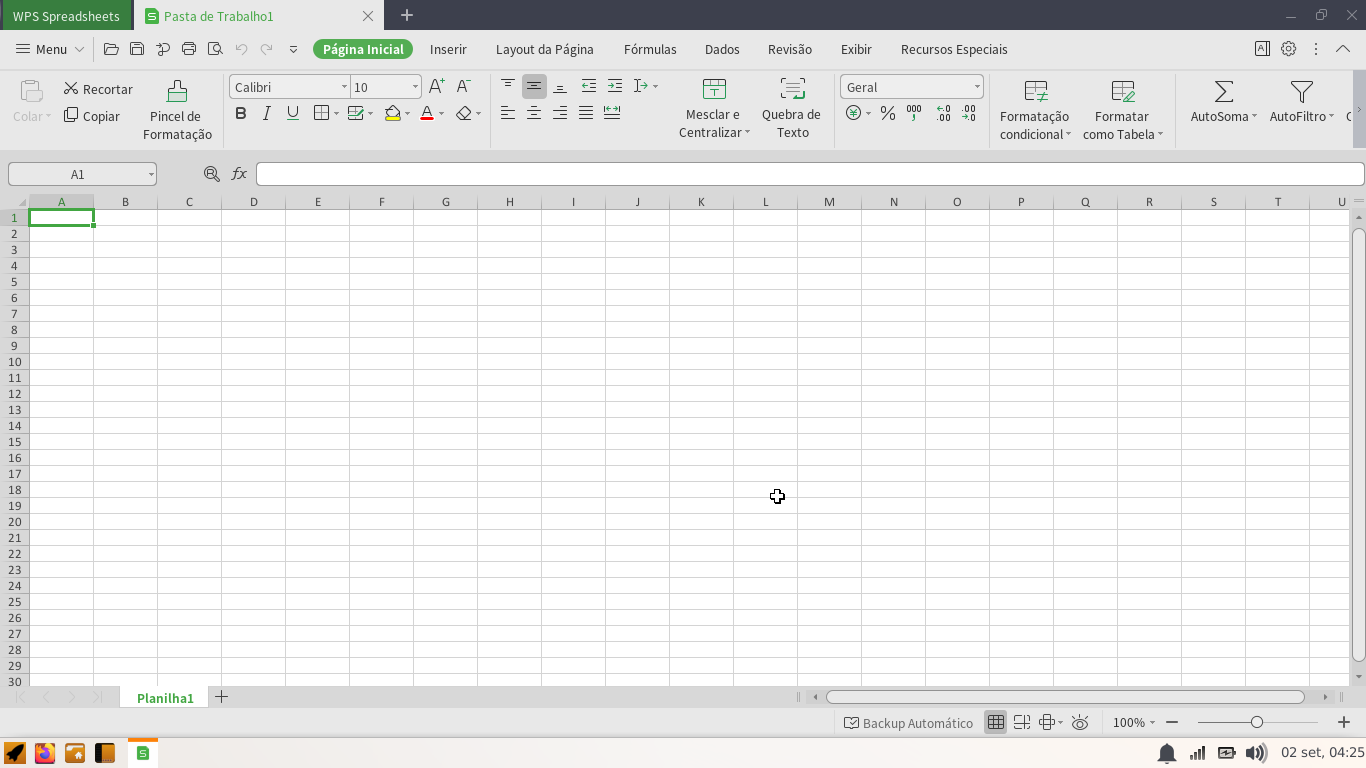 WPS Spreadsheets
Pasta de Trabalho1
Menu
Página Inicial
Inserir
Layout da Página
Fórmulas
Dados
Revisão
Exibir
Recursos Especiais
Colar
Recortar
Copiar
Pincel de
Formatação
Calibri
10
Mesclar e
Centralizar
Quebra de
Texto
Geral
Formatação
condicional
Formatar
como Tabela
AutoSoma
AutoFiltro
A1
fx
A B C D E F G H I J K L M N O P Q R S T U
1
2
3
4
5
6
7
8
9
10
11
12
13
14
15
16
17
18
19
20
21
22
23
24
25
26
27
28
29
30
Planilha1
Backup Automático
100%
02 set, 04:25